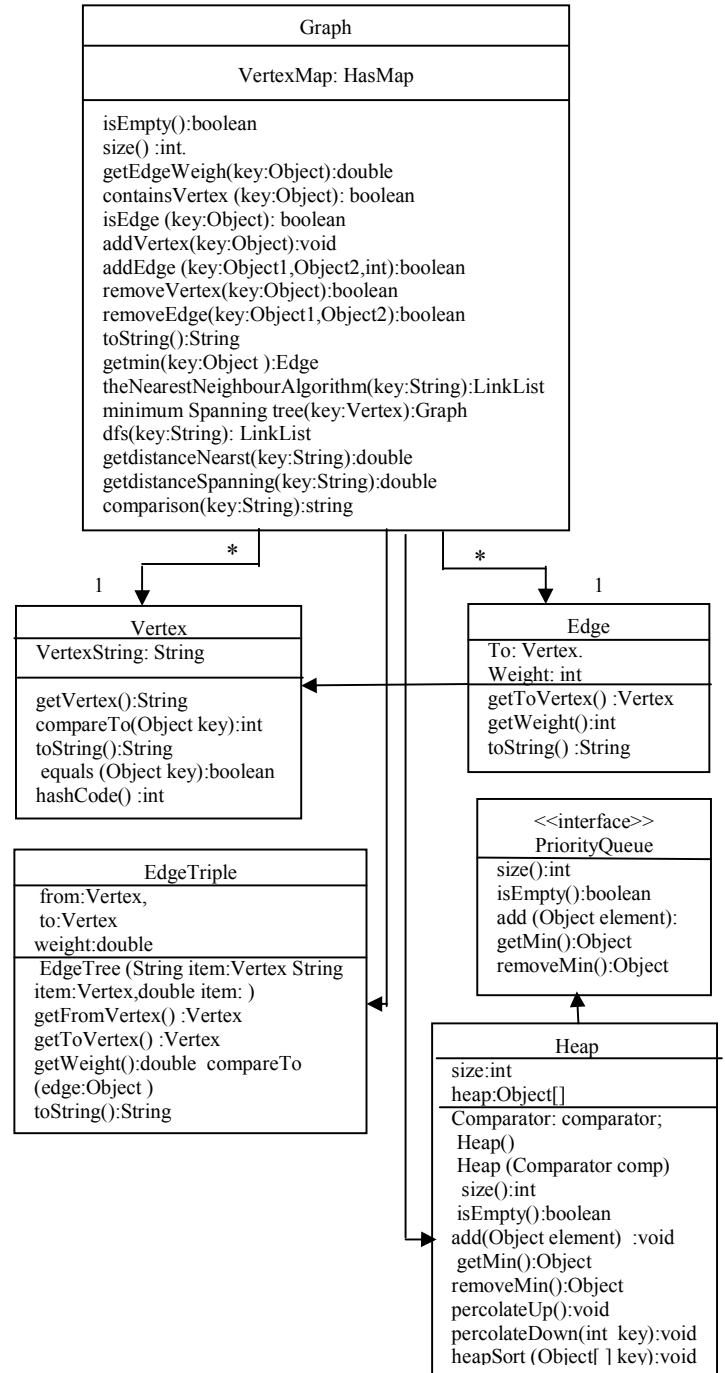 Graph
VertexMap: HasMap
isEmpty():boolean
size() :int.
getEdgeWeigh(key:Object):double
containsVertex (key:Object): boolean
isEdge (key:Object): boolean
addVertex(key:Object):void
addEdge (key:Object1,Object2,int):boolean
removeVertex(key:Object):boolean
removeEdge(key:Object1,Object2):boolean
toString():String
getmin(key:Object ):Edge
theNearestNeighbourAlgorithm(key:String):LinkList
minimum Spanning tree(key:Vertex):Graph
dfs(key:String): LinkList
getdistanceNearst(key:String):double
getdistanceSpanning(key:String):double
comparison(key:String):string
*
*
1
1
Vertex
VertexString: String
getVertex():String
compareTo(Object key):int
toString():String
equals (Object key):boolean
hashCode() :int
Edge
To: Vertex.
Weight: int
getToVertex() :Vertex
getWeight():int
toString() :String
<<interface>>
PriorityQueue
size():int
isEmpty():boolean
add (Object element):
getMin():Object
removeMin():Object
EdgeTriple
from:Vertex,
to:Vertex
weight:double
EdgeTree (String item:Vertex String
item:Vertex,double item: )
getFromVertex() :Vertex
getToVertex() :Vertex
getWeight():double compareTo
(edge:Object )
toString():String
Heap
size:int
heap:Object[]
Comparator: comparator;
Heap()
Heap (Comparator comp)
size():int
isEmpty():boolean
add(Object element) :void
getMin():Object
removeMin():Object
percolateUp():void
percolateDown(int key):void
heapSort (Object[ ] key):void